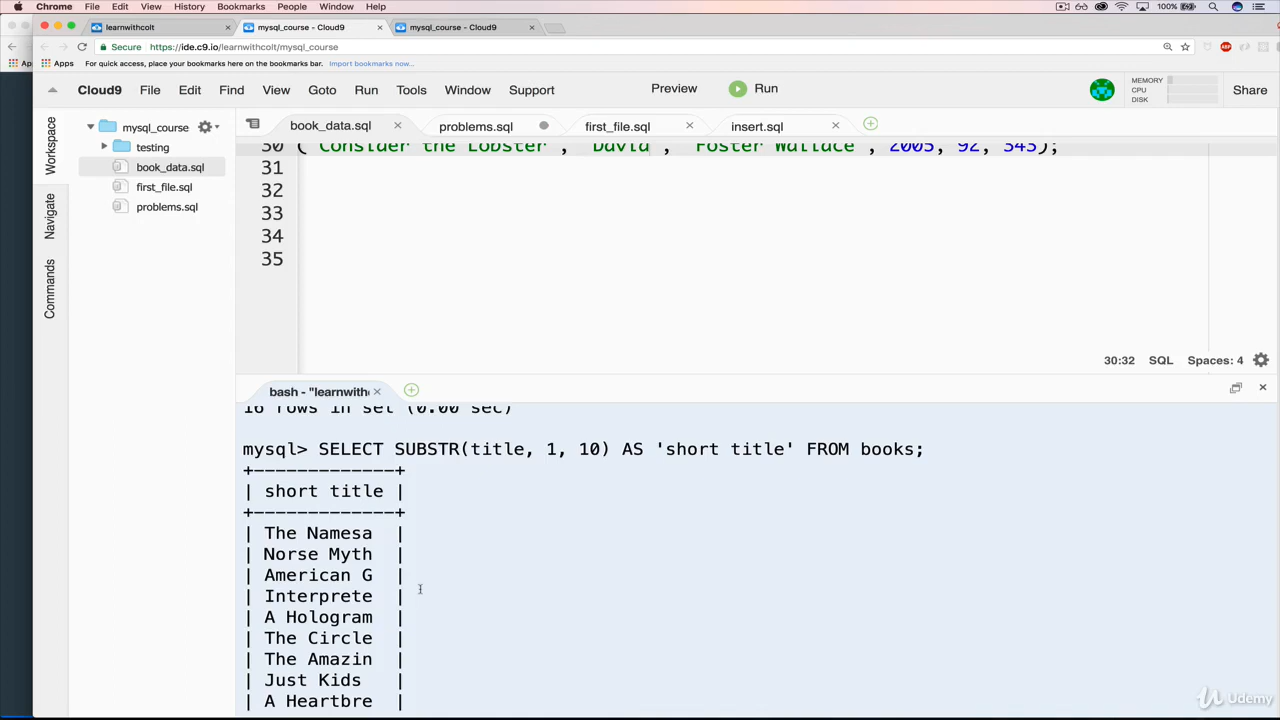 Chrome File Edit View History Bookmarks People Window Help 100%
learnwithcolt mysql_course - Cloud9 mysql_course - Cloud9
Secure https://ide.c9.io/learnwithcolt/mysql_course
Apps For quick access, place your bookmarks here on the bookmarks bar. Import bookmarks now...
Cloud9 File Edit Find View Goto Run Tools Window Support Preview Run MEMORY CPU DISK Share
Workspace
Navigate
Commands
mysql_course
testing
book_data.sql
first_file.sql
problems.sql
book_data.sql problems.sql first_file.sql insert.sql
30 ('Consider the Lobster', 'David', 'Foster Wallace', 2005, 92, 343);
31
32
33
34
35
30:32 SQL Spaces: 4
bash - "learnwith
16 rows in set (0.00 sec)
mysql> SELECT SUBSTR(title, 1, 10) AS 'short title' FROM books;
+-------------+
| short title |
+-------------+
| The Namesa |
| Norse Myth |
| American G |
| Interprete |
| A Hologram |
| The Circle |
| The Amazin |
| Just Kids |
| A Heartbre |
Udemy